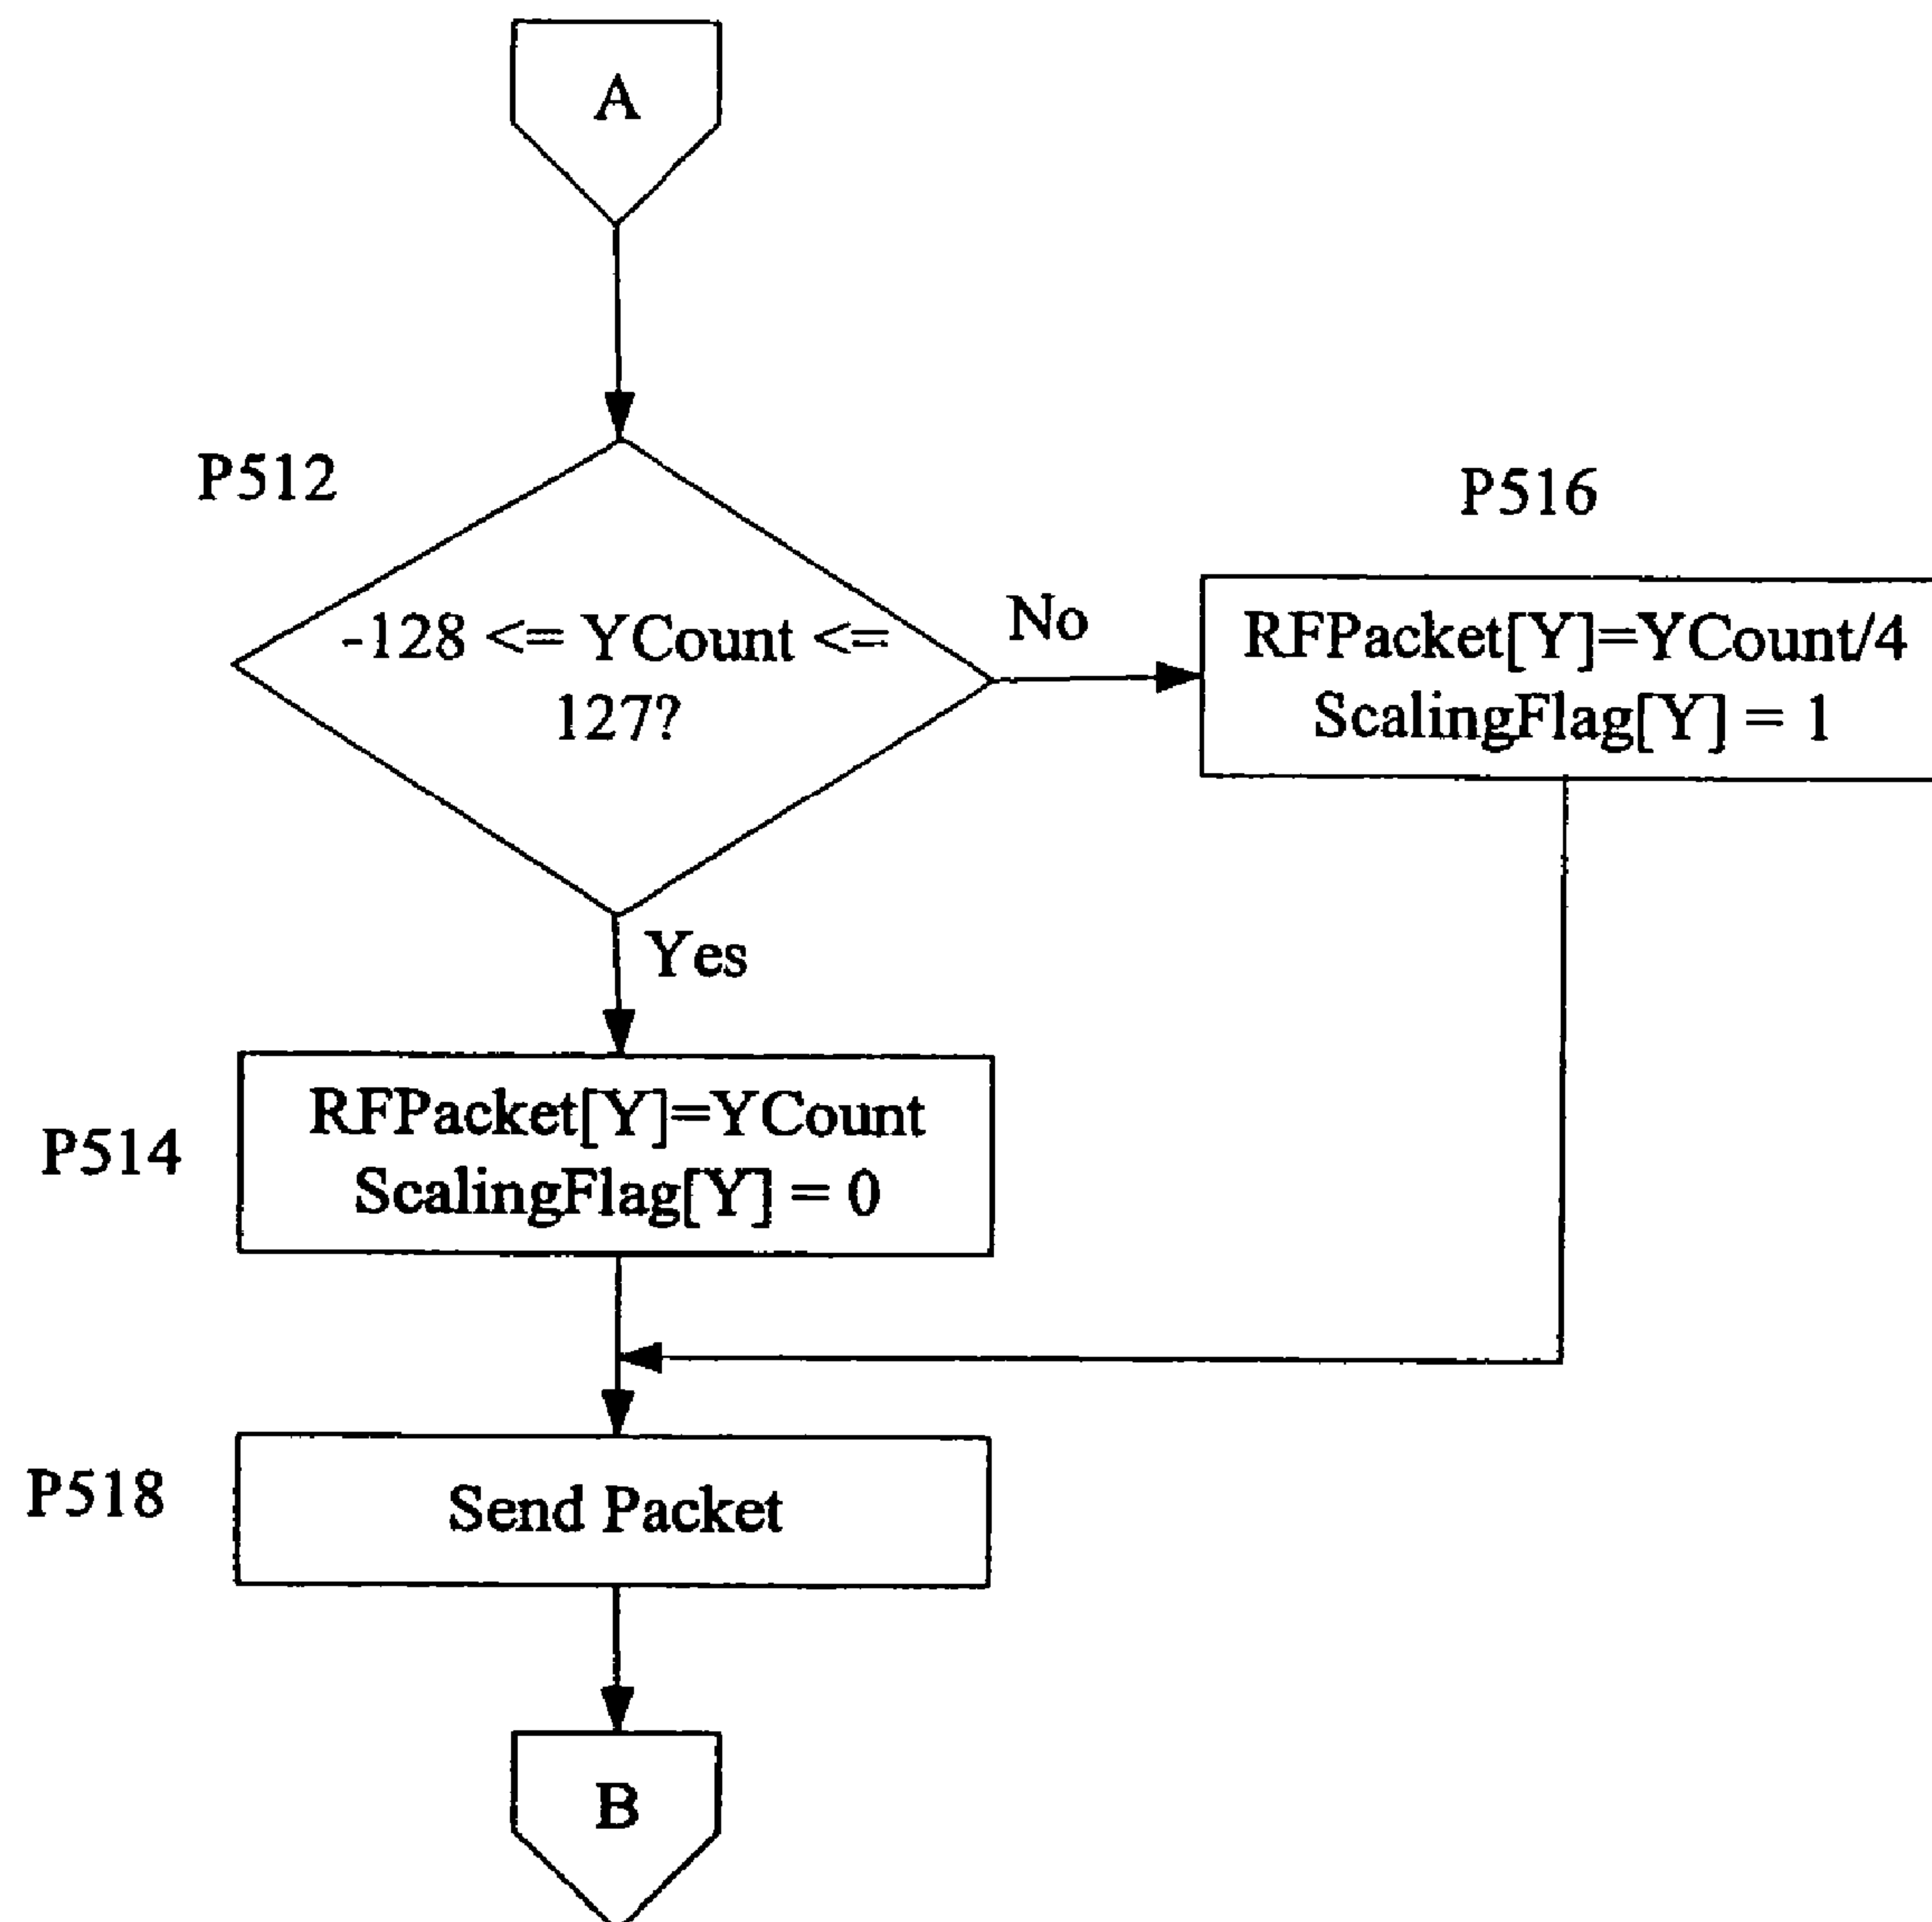 A
P512
-128 <= YCount <=
127?
No
P516
RFPacket[Y]=YCount/4
ScalingFlag[Y] = 1
Yes
P514
RFPacket[Y]=YCount
ScalingFlag[Y] = 0
P518
Send Packet
B